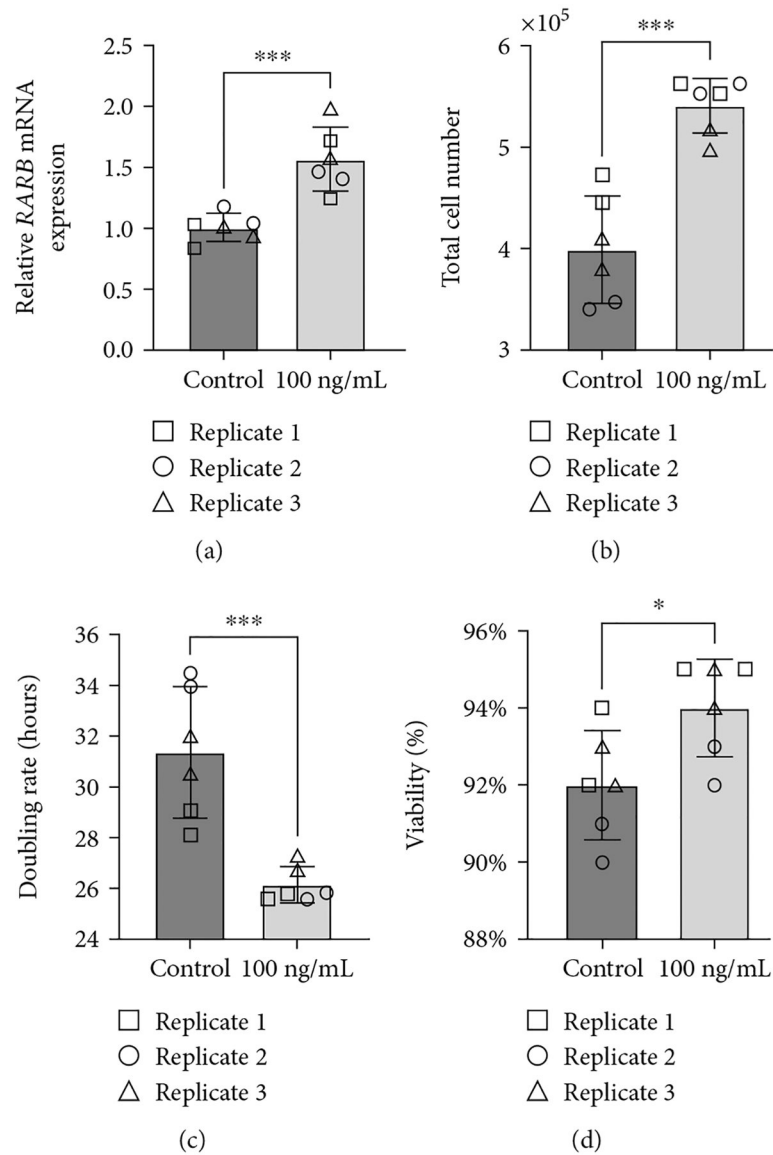 Relative RARB mRNA
expression
2.5
2.0
1.5
1.0
0.5
0.0
***
Control 100 ng/mL
Replicate 1
Replicate 2
Replicate 3
(a)
×10⁵
Total cell number
6
5
4
3
***
Control 100 ng/mL
Replicate 1
Replicate 2
Replicate 3
(b)
Doubling rate (hours)
36
34
32
30
28
26
24
***
Control 100 ng/mL
Replicate 1
Replicate 2
Replicate 3
(c)
Viability (%)
96%
94%
92%
90%
88%
*
Control 100 ng/mL
Replicate 1
Replicate 2
Replicate 3
(d)